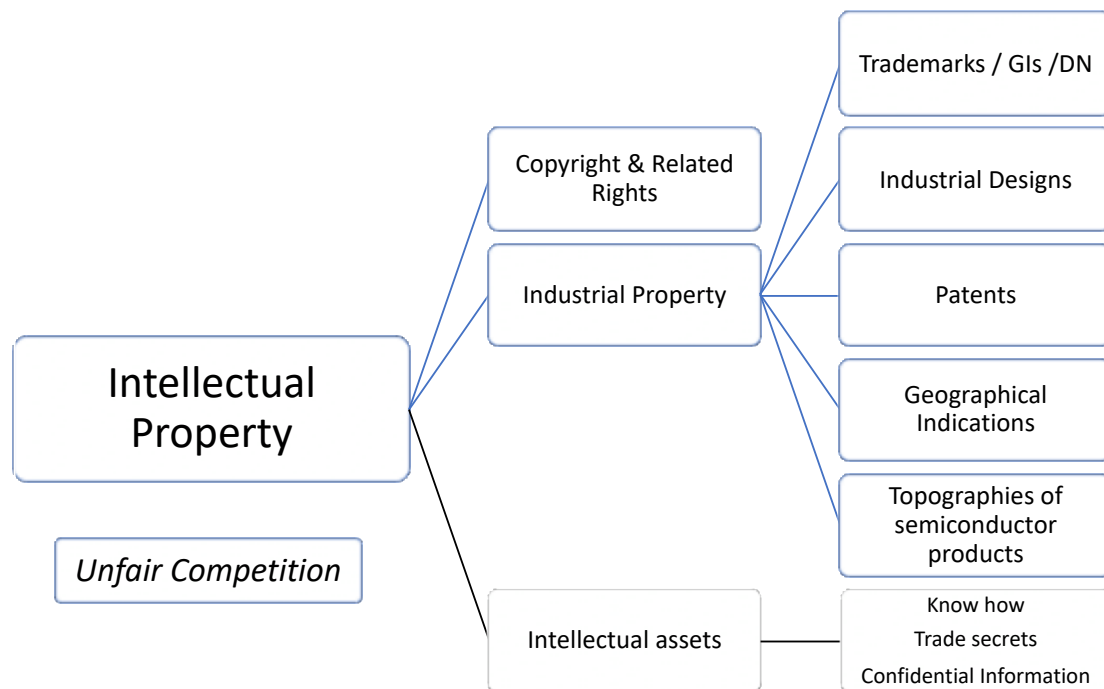 Trademarks / GIs /DN
Copyright & Related
Rights
Industrial Designs
Industrial Property
Patents
Intellectual
Property
Geographical
Indications
Topographies of
semiconductor
products
Unfair Competition
Intellectual assets
Know how
Trade secrets
Confidential Information